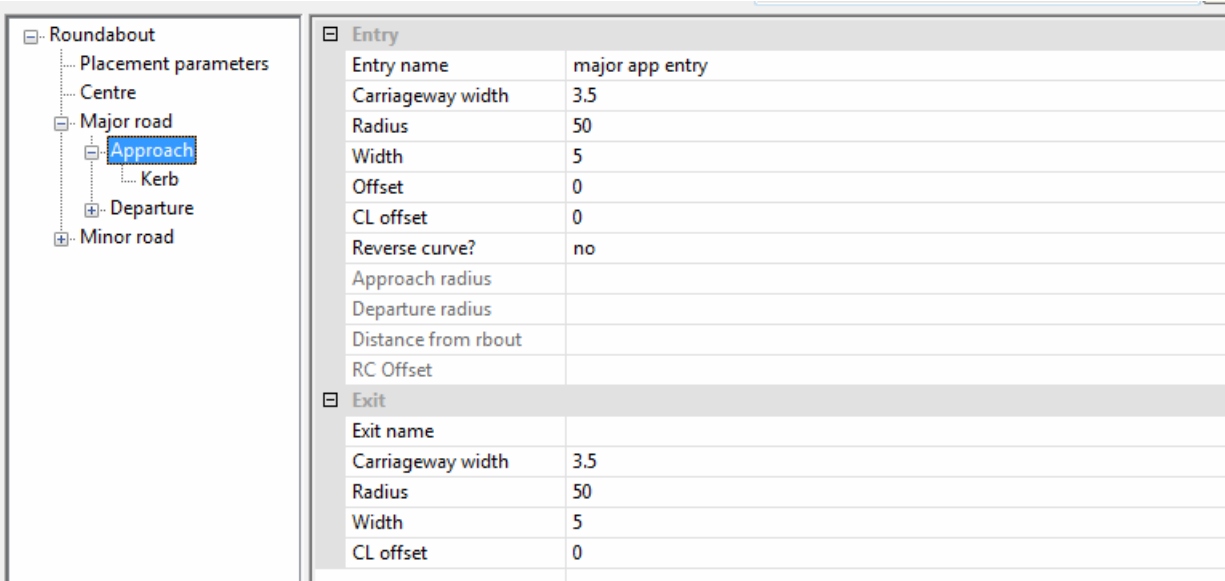 Roundabout
Placement parameters
Centre
Major road
Approach
Kerb
Departure
Minor road
Entry
Entry name major app entry
Carriageway width 3.5
Radius 50
Width 5
Offset 0
CL offset 0
Reverse curve? no
Approach radius
Departure radius
Distance from rbout
RC Offset
Exit
Exit name
Carriageway width 3.5
Radius 50
Width 5
CL offset 0